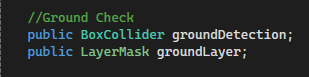 //Ground Check
public BoxCollider groundDetection;
public LayerMask groundLayer;